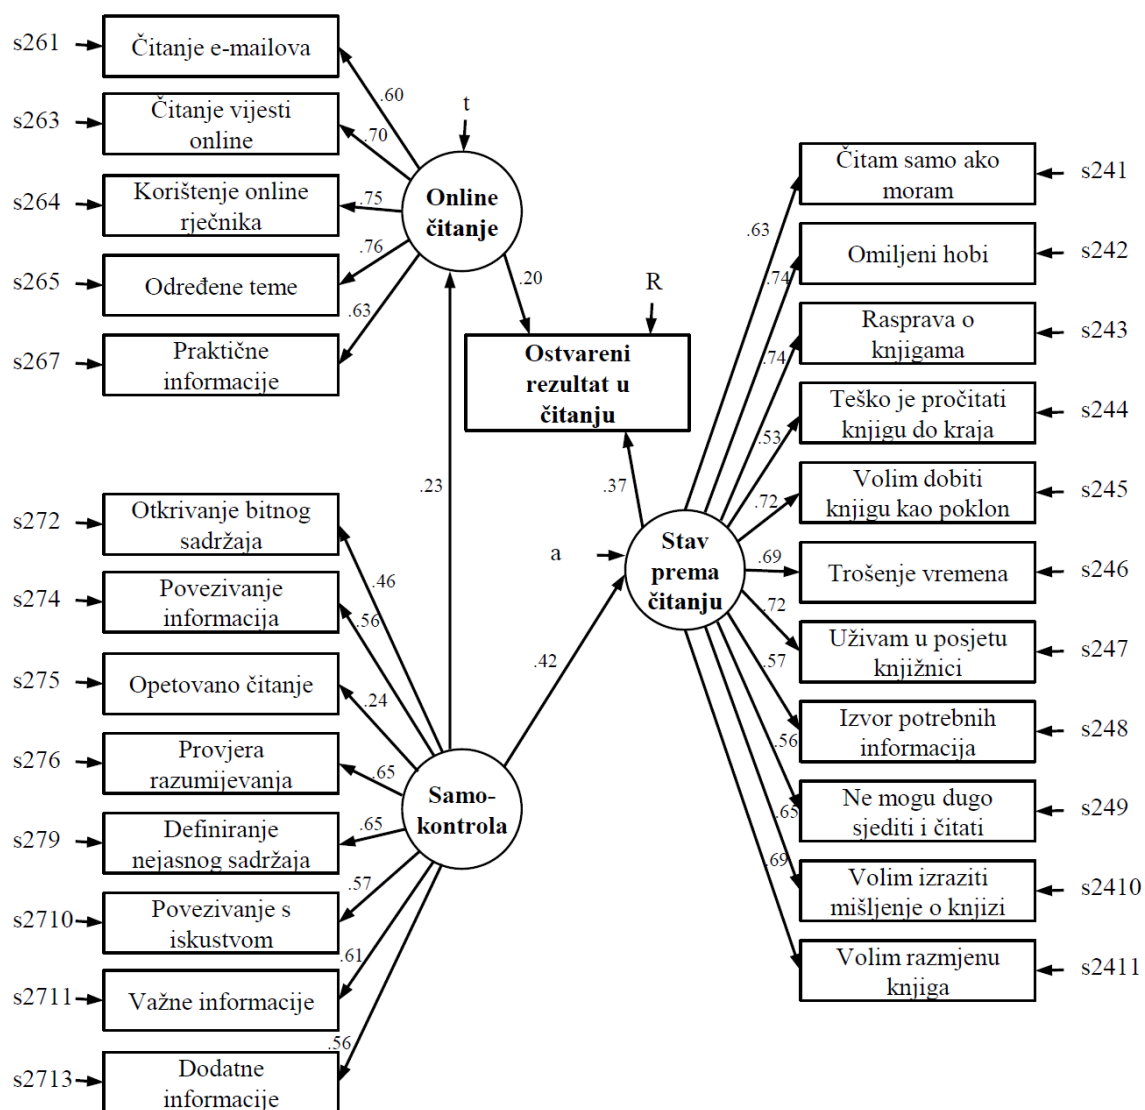 s261
Čitanje e-mailova
s263
Čitanje vijesti
online
s264
Korištenje online
rječnika
s265
Određene teme
s267
Praktične
informacije
.60
.70
.75
.76
.63
t
Online
čitanje
.20
R
Ostvareni
rezultat u
čitanju
.23
.37
a
Stav
prema
čitanju
.42
s272
Otkrivanje bitnog
sadržaja
s274
Povezivanje
informacija
s275
Opetovano čitanje
s276
Provjera
razumijevanja
s279
Definiranje
nejasnog sadržaja
s2710
Povezivanje s
iskustvom
s2711
Važne informacije
s2713
Dodatne
informacije
.46
.56
.24
.65
.65
.57
.61
.56
Samo-
kontrola
.63
.74
.74
.53
.72
.69
.72
.57
.56
.65
.69
Čitam samo ako
moram
s241
Omiljeni hobi
s242
Rasprava o
knjigama
s243
Teško je pročitati
knjigu do kraja
s244
Volim dobiti
knjigu kao poklon
s245
Trošenje vremena
s246
Uživam u posjetu
knjižnici
s247
Izvor potrebnih
informacija
s248
Ne mogu dugo
sjediti i čitati
s249
Volim izraziti
mišljenje o knjizi
s2410
Volim razmjenu
knjiga
s2411